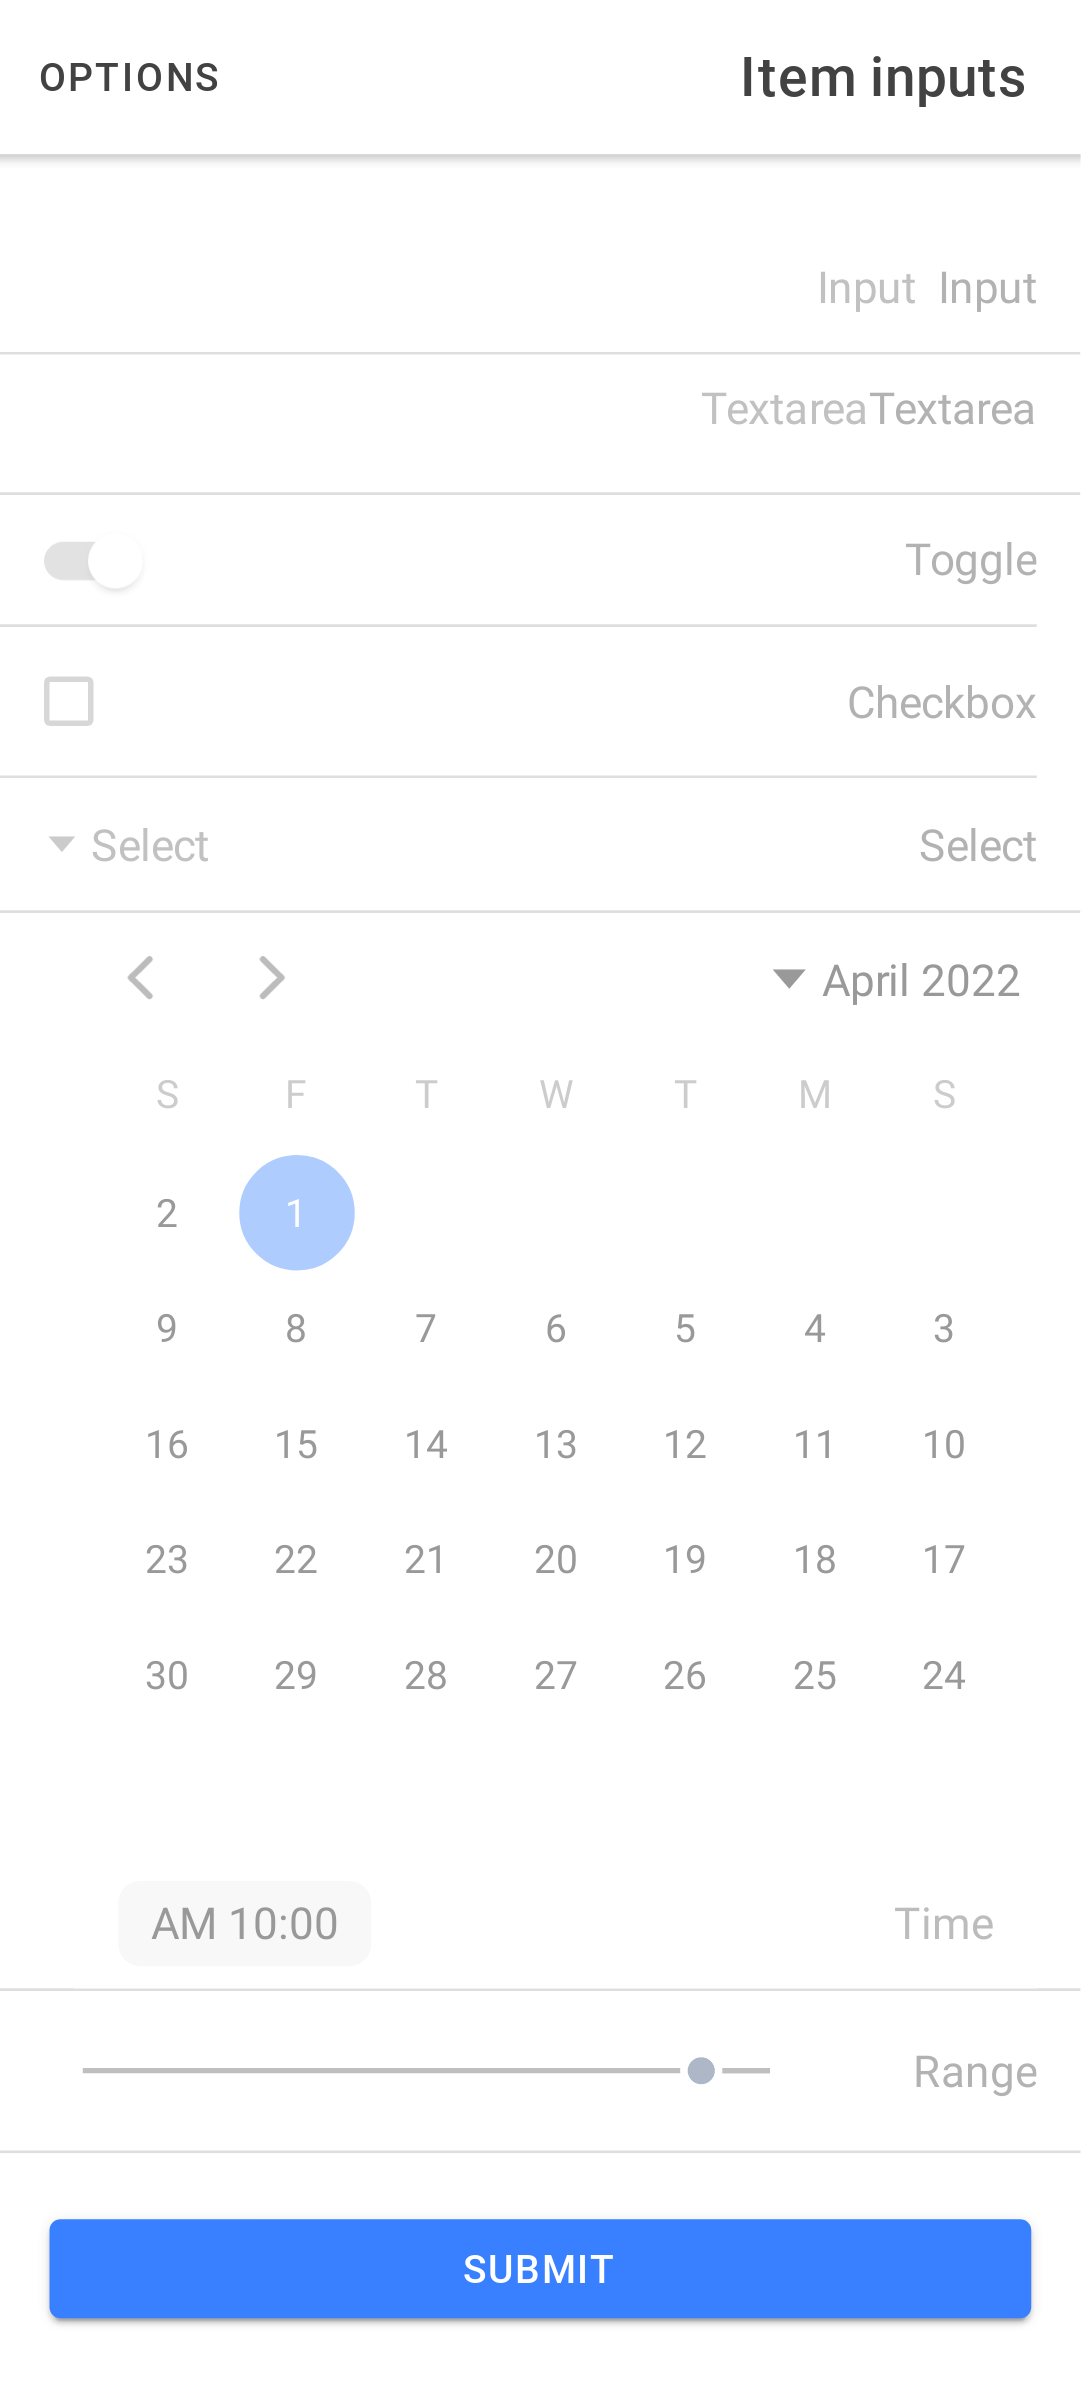 OPTIONS Item inputs
Input Input
Textarea Textarea
Toggle
Checkbox
Select Select
April 2022
S F T W T M S
2 1
9 8 7 6 5 4 3
16 15 14 13 12 11 10
23 22 21 20 19 18 17
30 29 28 27 26 25 24
AM 10:00 Time
Range
SUBMIT